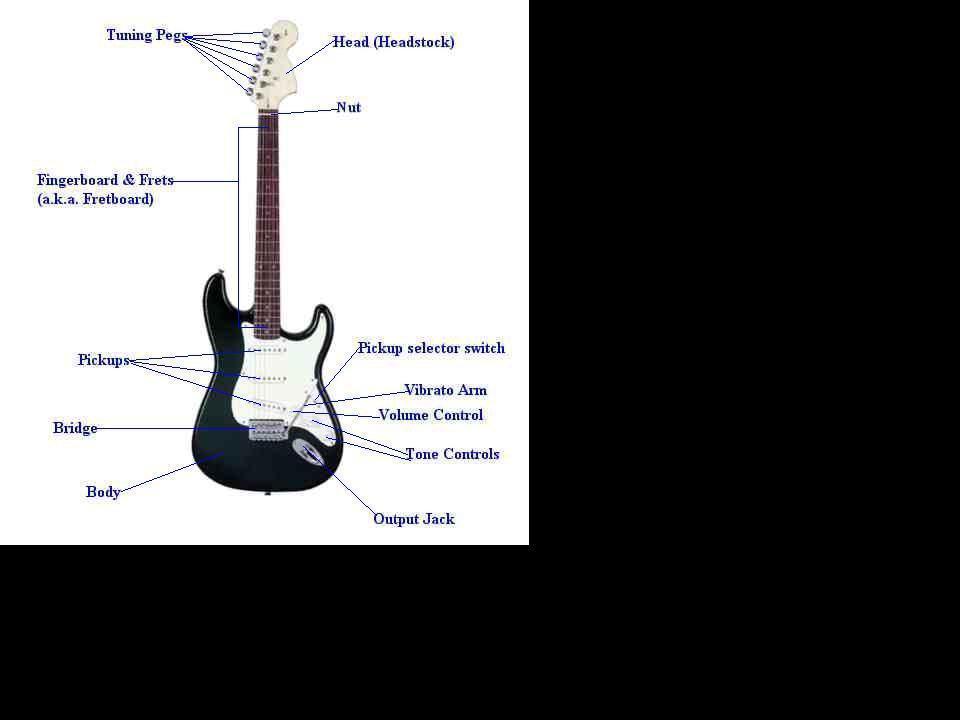 Tuning Pegs
Head (Headstock)
Nut
Fingerboard & Frets
(a.k.a. Fretboard)
Pickup selector switch
Pickups
Vibrato Arm
Volume Control
Bridge
Tone Controls
Body
Output Jack